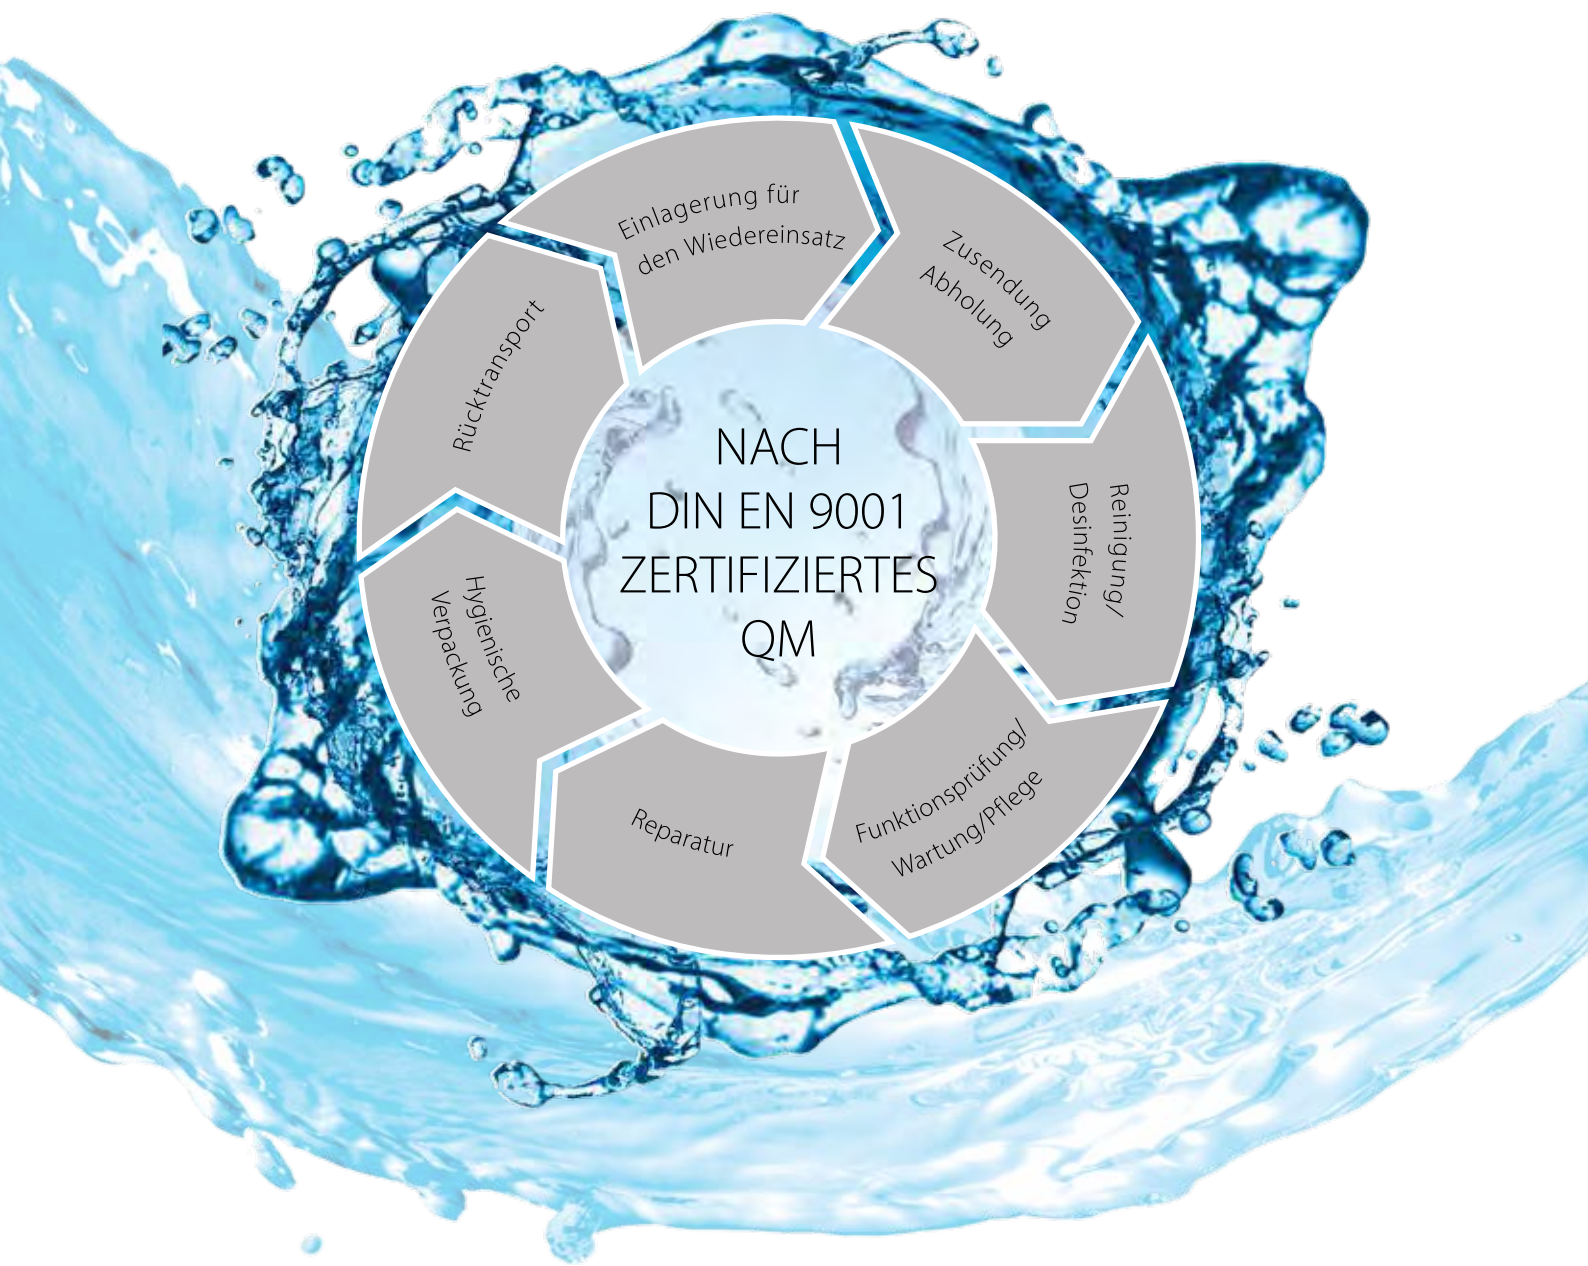 Einlagerung für
den Wiedereinsatz
Zusendung
Abholung
Reinigung/
Desinfektion
Funktionsprüfung/
Wartung/Pflege
Reparatur
Hygienische
Verpackung
Rücktransport
NACH
DIN EN 9001
ZERTIFIZIERTES
QM